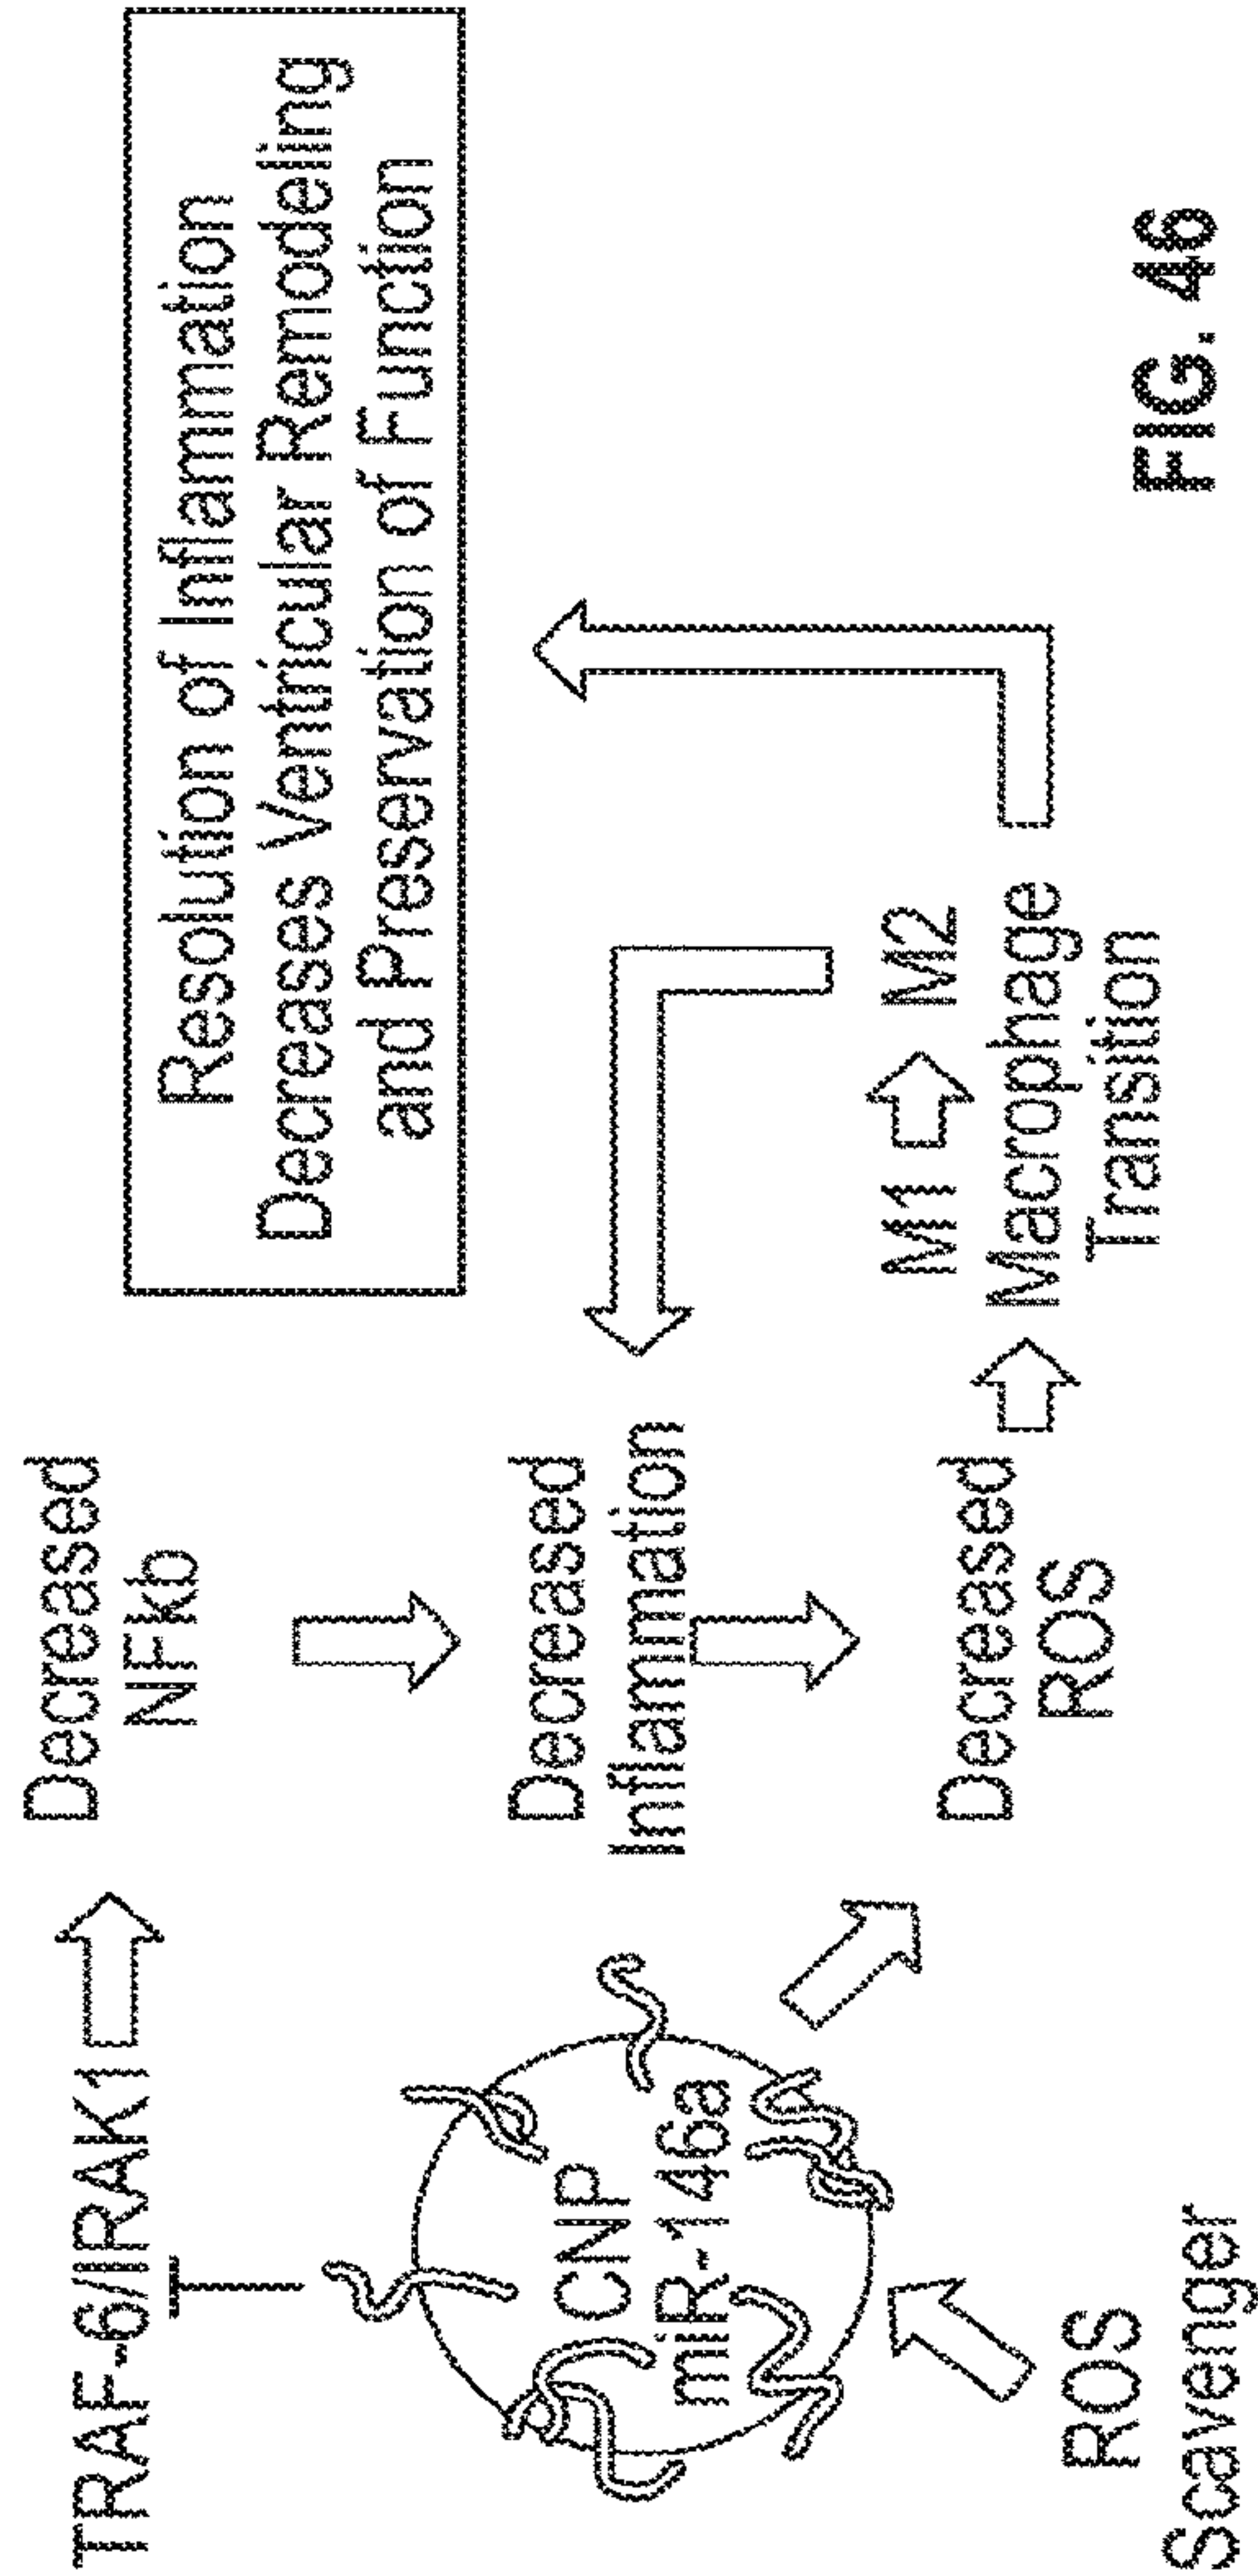 TRAF-6/IRAK1
Decreased
NFkb
CNP
miR-146a
Decreased
Inflammation
ROS
Scavenger
Decreased
ROS
M1 M2
Macrophage
Transition
Resolution of Inflammation
Decreases Ventricular Remodeling
and Preservation of Function
FIG. 46